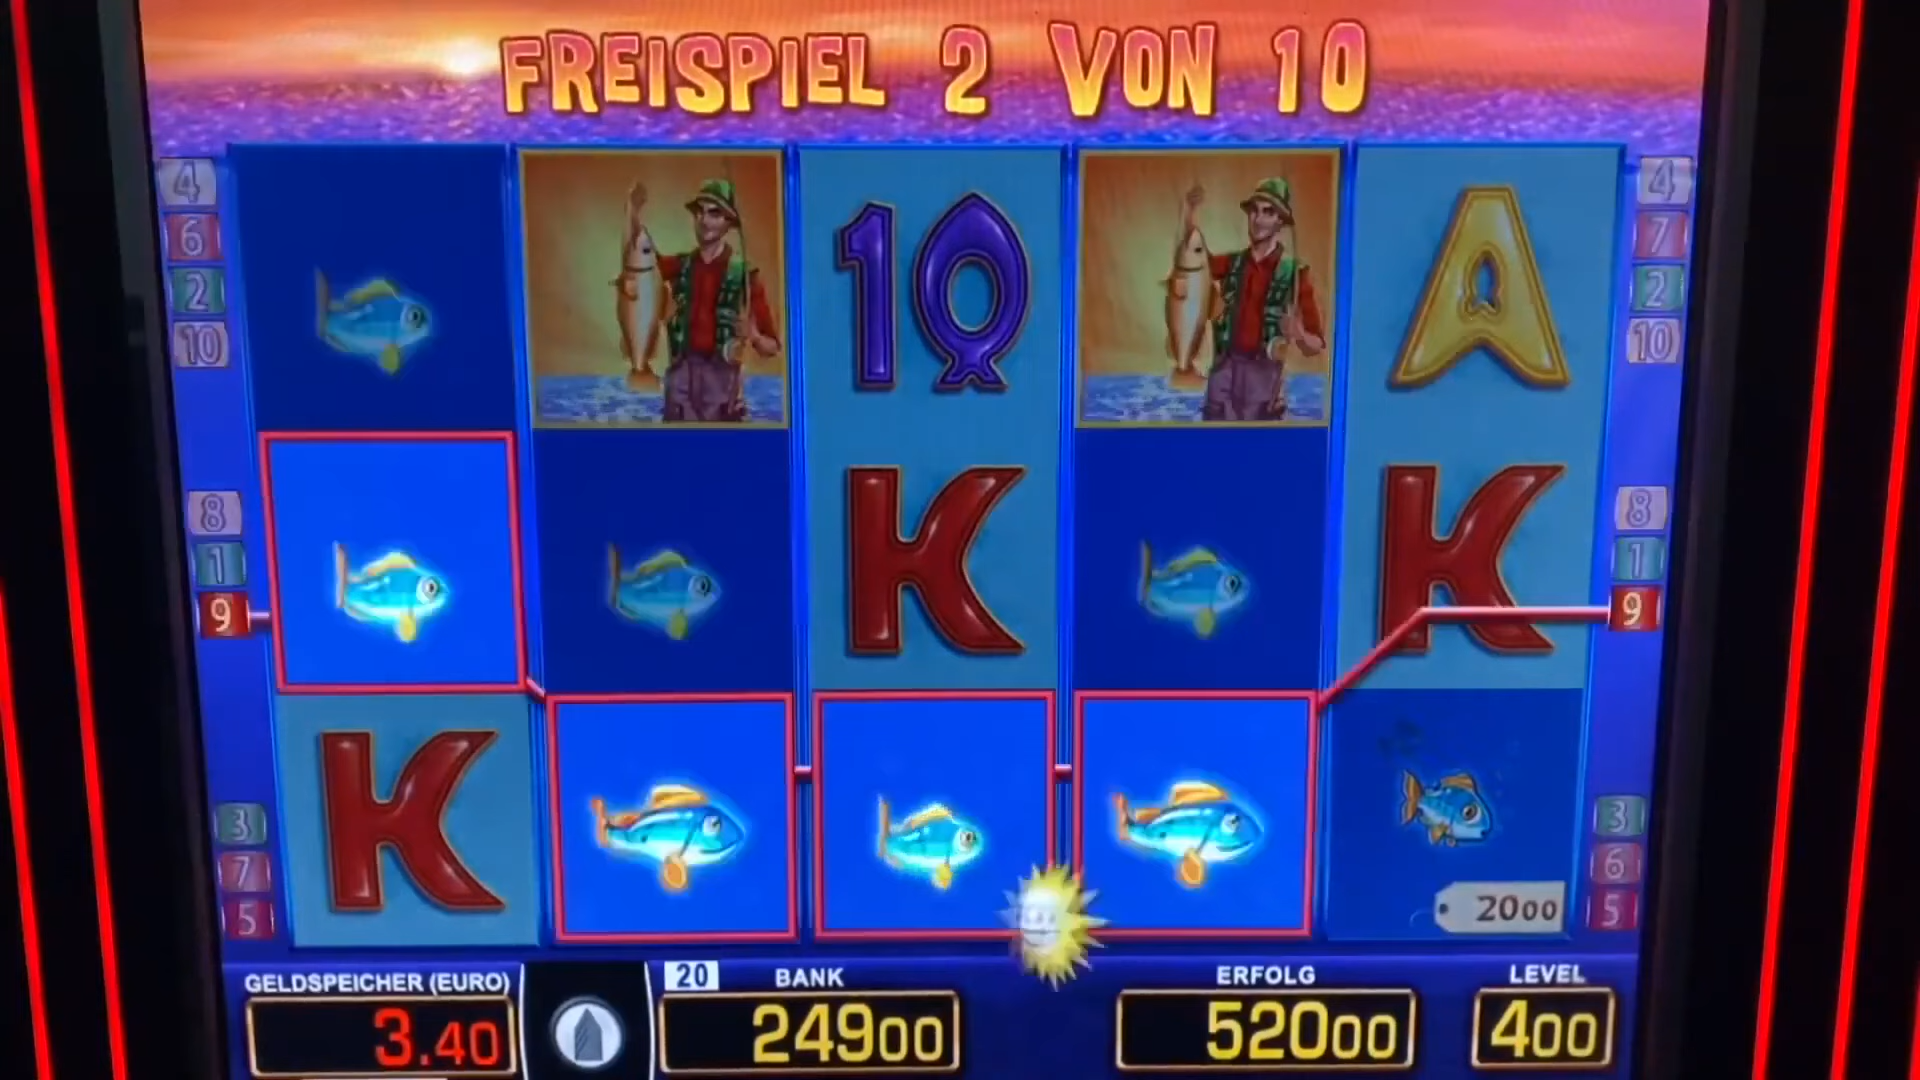 FREISPIEL 2 VON 10
4 4
6 7
2 2
10 10
10 A
8 8
1 1
9 9
K K
3 3
7 6
5 5
K
2000
GELDSPEICHER (EURO) 20 BANK ERFOLG LEVEL
3.40 24900 52000 400